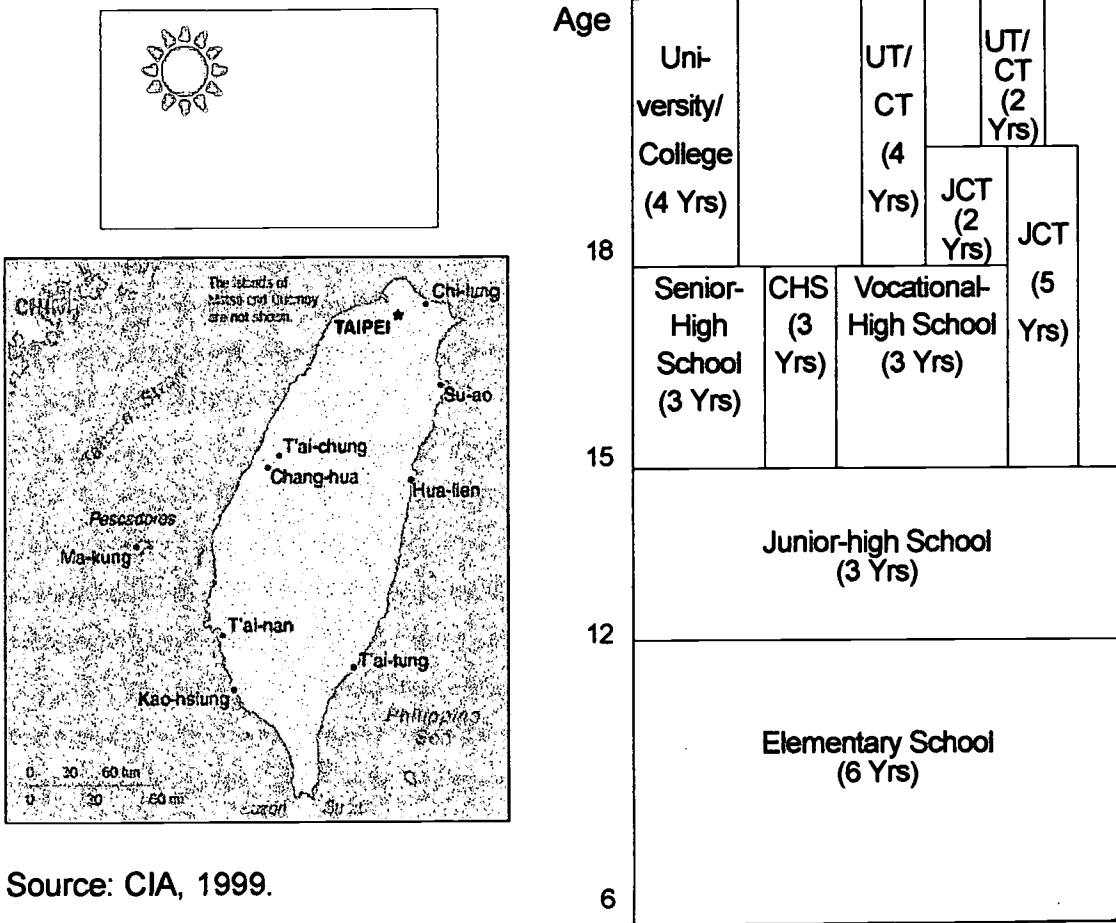 The Islands of
Matsu and Quemoy
are not shown.
Chi-lung
TAIPEI
Su-ao
T'ai-chung
Chang-hua
Hua-lien
Pescadores
Ma-kung
T'ai-nan
T'ai-tung
Kao-hsiung
Philippine
Sea
0 30 60 km
0 30 60 mi
Source: CIA, 1999.
Age
Uni-
versity/
College
(4 Yrs)
UT/
CT
(4
Yrs)
UT/
CT
(2
Yrs)
JCT
(2
Yrs)
JCT
(5
Yrs)
18
Senior-
High
School
(3 Yrs)
CHS
(3
Yrs)
Vocational-
High School
(3 Yrs)
15
Junior-high School
(3 Yrs)
12
Elementary School
(6 Yrs)
6